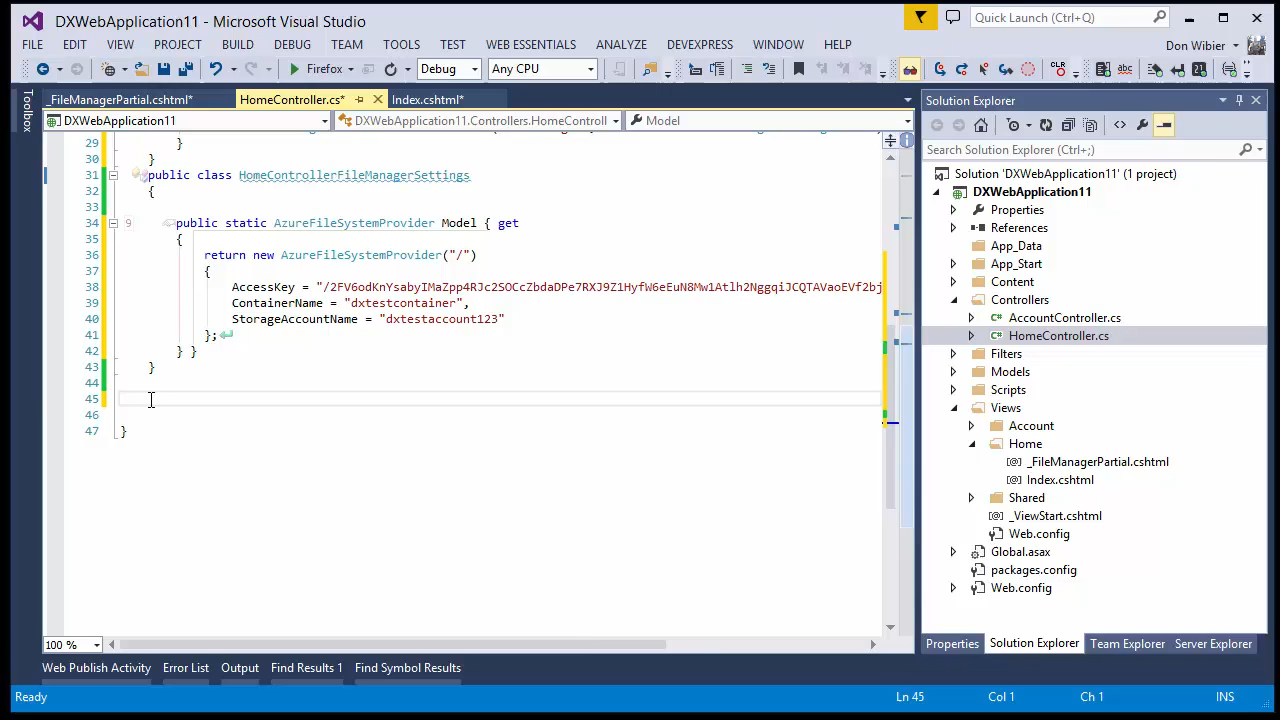 DXWebApplication11 - Microsoft Visual Studio
Quick Launch (Ctrl+;)
FILE EDIT VIEW PROJECT BUILD DEBUG TEAM TOOLS TEST WEB ESSENTIALS ANALYZE DEVEXPRESS WINDOW HELP
Don Wibier
Firefox Debug Any CPU
Toolbox
_FileManagerPartial.cshtml* HomeController.cs* Index.cshtml*
DXWebApplication11 DXWebApplication11.Controllers.HomeControll Model
29 }
30 }
31 public class HomeControllerFileManagerSettings
32 {
33
34 public static AzureFileSystemProvider Model { get
35 {
36 return new AzureFileSystemProvider("/")
37 {
38 AccessKey = "/2FV6odKnYsabyIMaZpp4RJc2SOCcZbdaDPe7RXJ9Z1HyfW6eEuN8Mw1Atlh2NggqiJCQTAVaoEVf2bj
39 ContainerName = "dxtestcontainer",
40 StorageAccountName = "dxtestaccount123"
41 };
42 } }
43 }
44
45
46
47 }
100 %
Solution Explorer
Search Solution Explorer (Ctrl+;)
Solution 'DXWebApplication11' (1 project)
DXWebApplication11
Properties
References
App_Data
App_Start
Content
Controllers
AccountController.cs
HomeController.cs
Filters
Models
Scripts
Views
Account
Home
_FileManagerPartial.cshtml
Index.cshtml
Shared
_ViewStart.cshtml
Web.config
Global.asax
packages.config
Web.config
Properties Solution Explorer Team Explorer Server Explorer
Web Publish Activity Error List Output Find Results 1 Find Symbol Results
Ready Ln 45 Col 1 Ch 1 INS